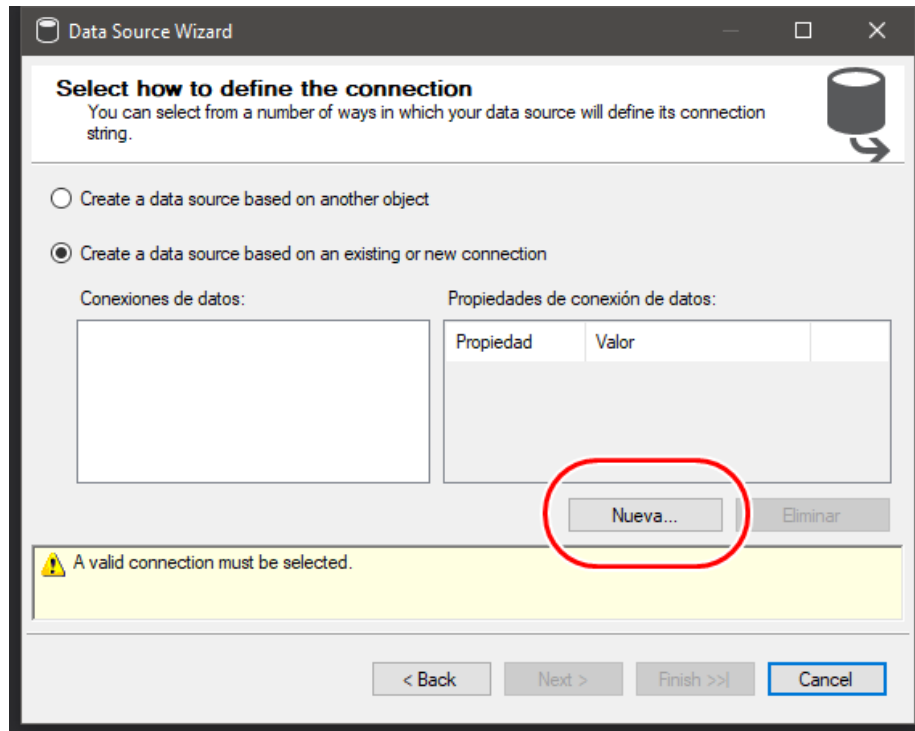 Data Source Wizard
Select how to define the connection
You can select from a number of ways in which your data source will define its connection
string.
Create a data source based on another object
Create a data source based on an existing or new connection
Conexiones de datos:
Propiedades de conexión de datos:
Propiedad Valor
Nueva... Eliminar
A valid connection must be selected.
< Back Next > Finish >>| Cancel